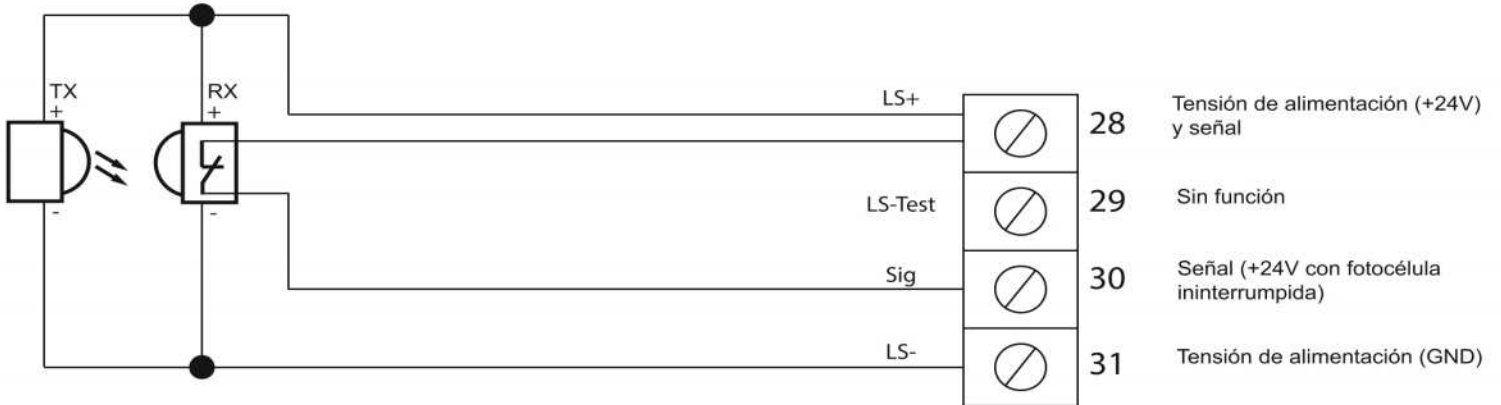 TX
+
-
RX
+
-
LS+
28
Tensión de alimentación (+24V)
y señal
LS-Test
29
Sin función
Sig
30
Señal (+24V con fotocélula
ininterrumpida)
LS-
31
Tensión de alimentación (GND)